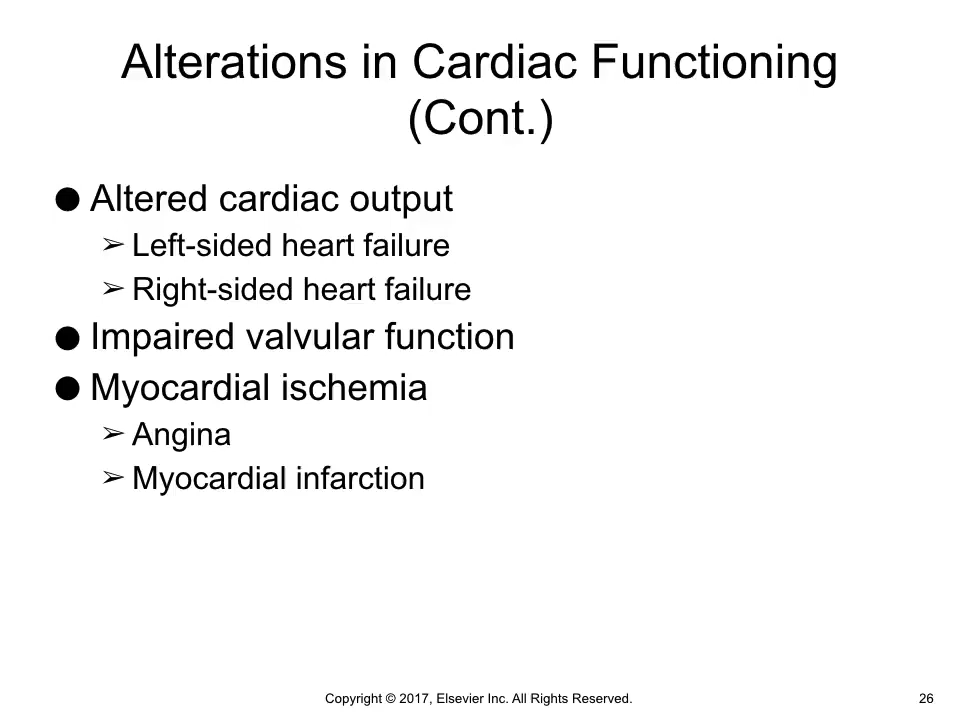 Alterations in Cardiac Functioning
(Cont.)
● Altered cardiac output
➢ Left-sided heart failure
➢ Right-sided heart failure
● Impaired valvular function
● Myocardial ischemia
➢ Angina
➢ Myocardial infarction
Copyright © 2017, Elsevier Inc. All Rights Reserved.
26